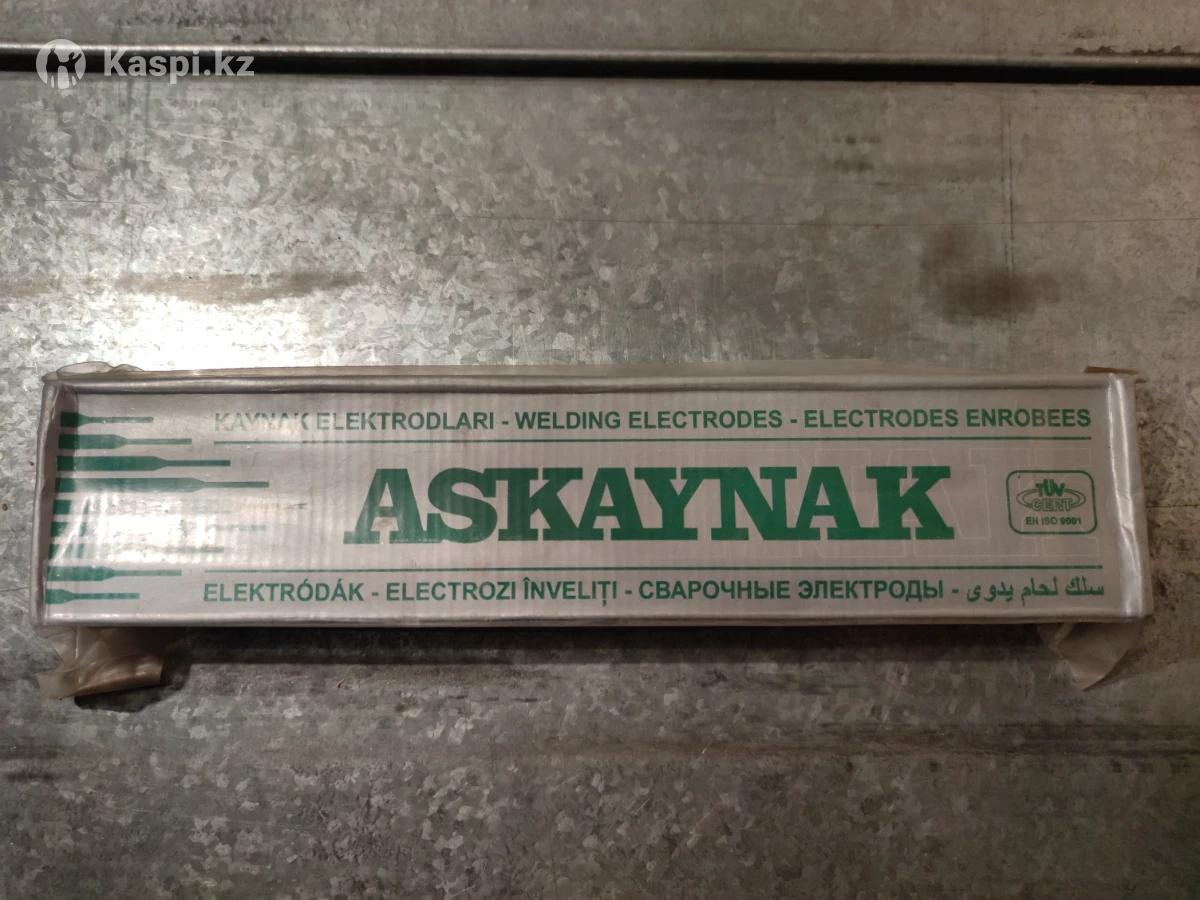 Kaspi.kz
KAYNAK ELEKTRODLARI - WELDING ELECTRODES - ELECTRODES ENROBEES
ASKAYNAK
TÜV
CERT
EN ISO 9001
ELEKTRÓDÁK - ELECTROZI ÎNVELIȚI - СВАРОЧНЫЕ ЭЛЕКТРОДЫ - سلك لحام يدوى